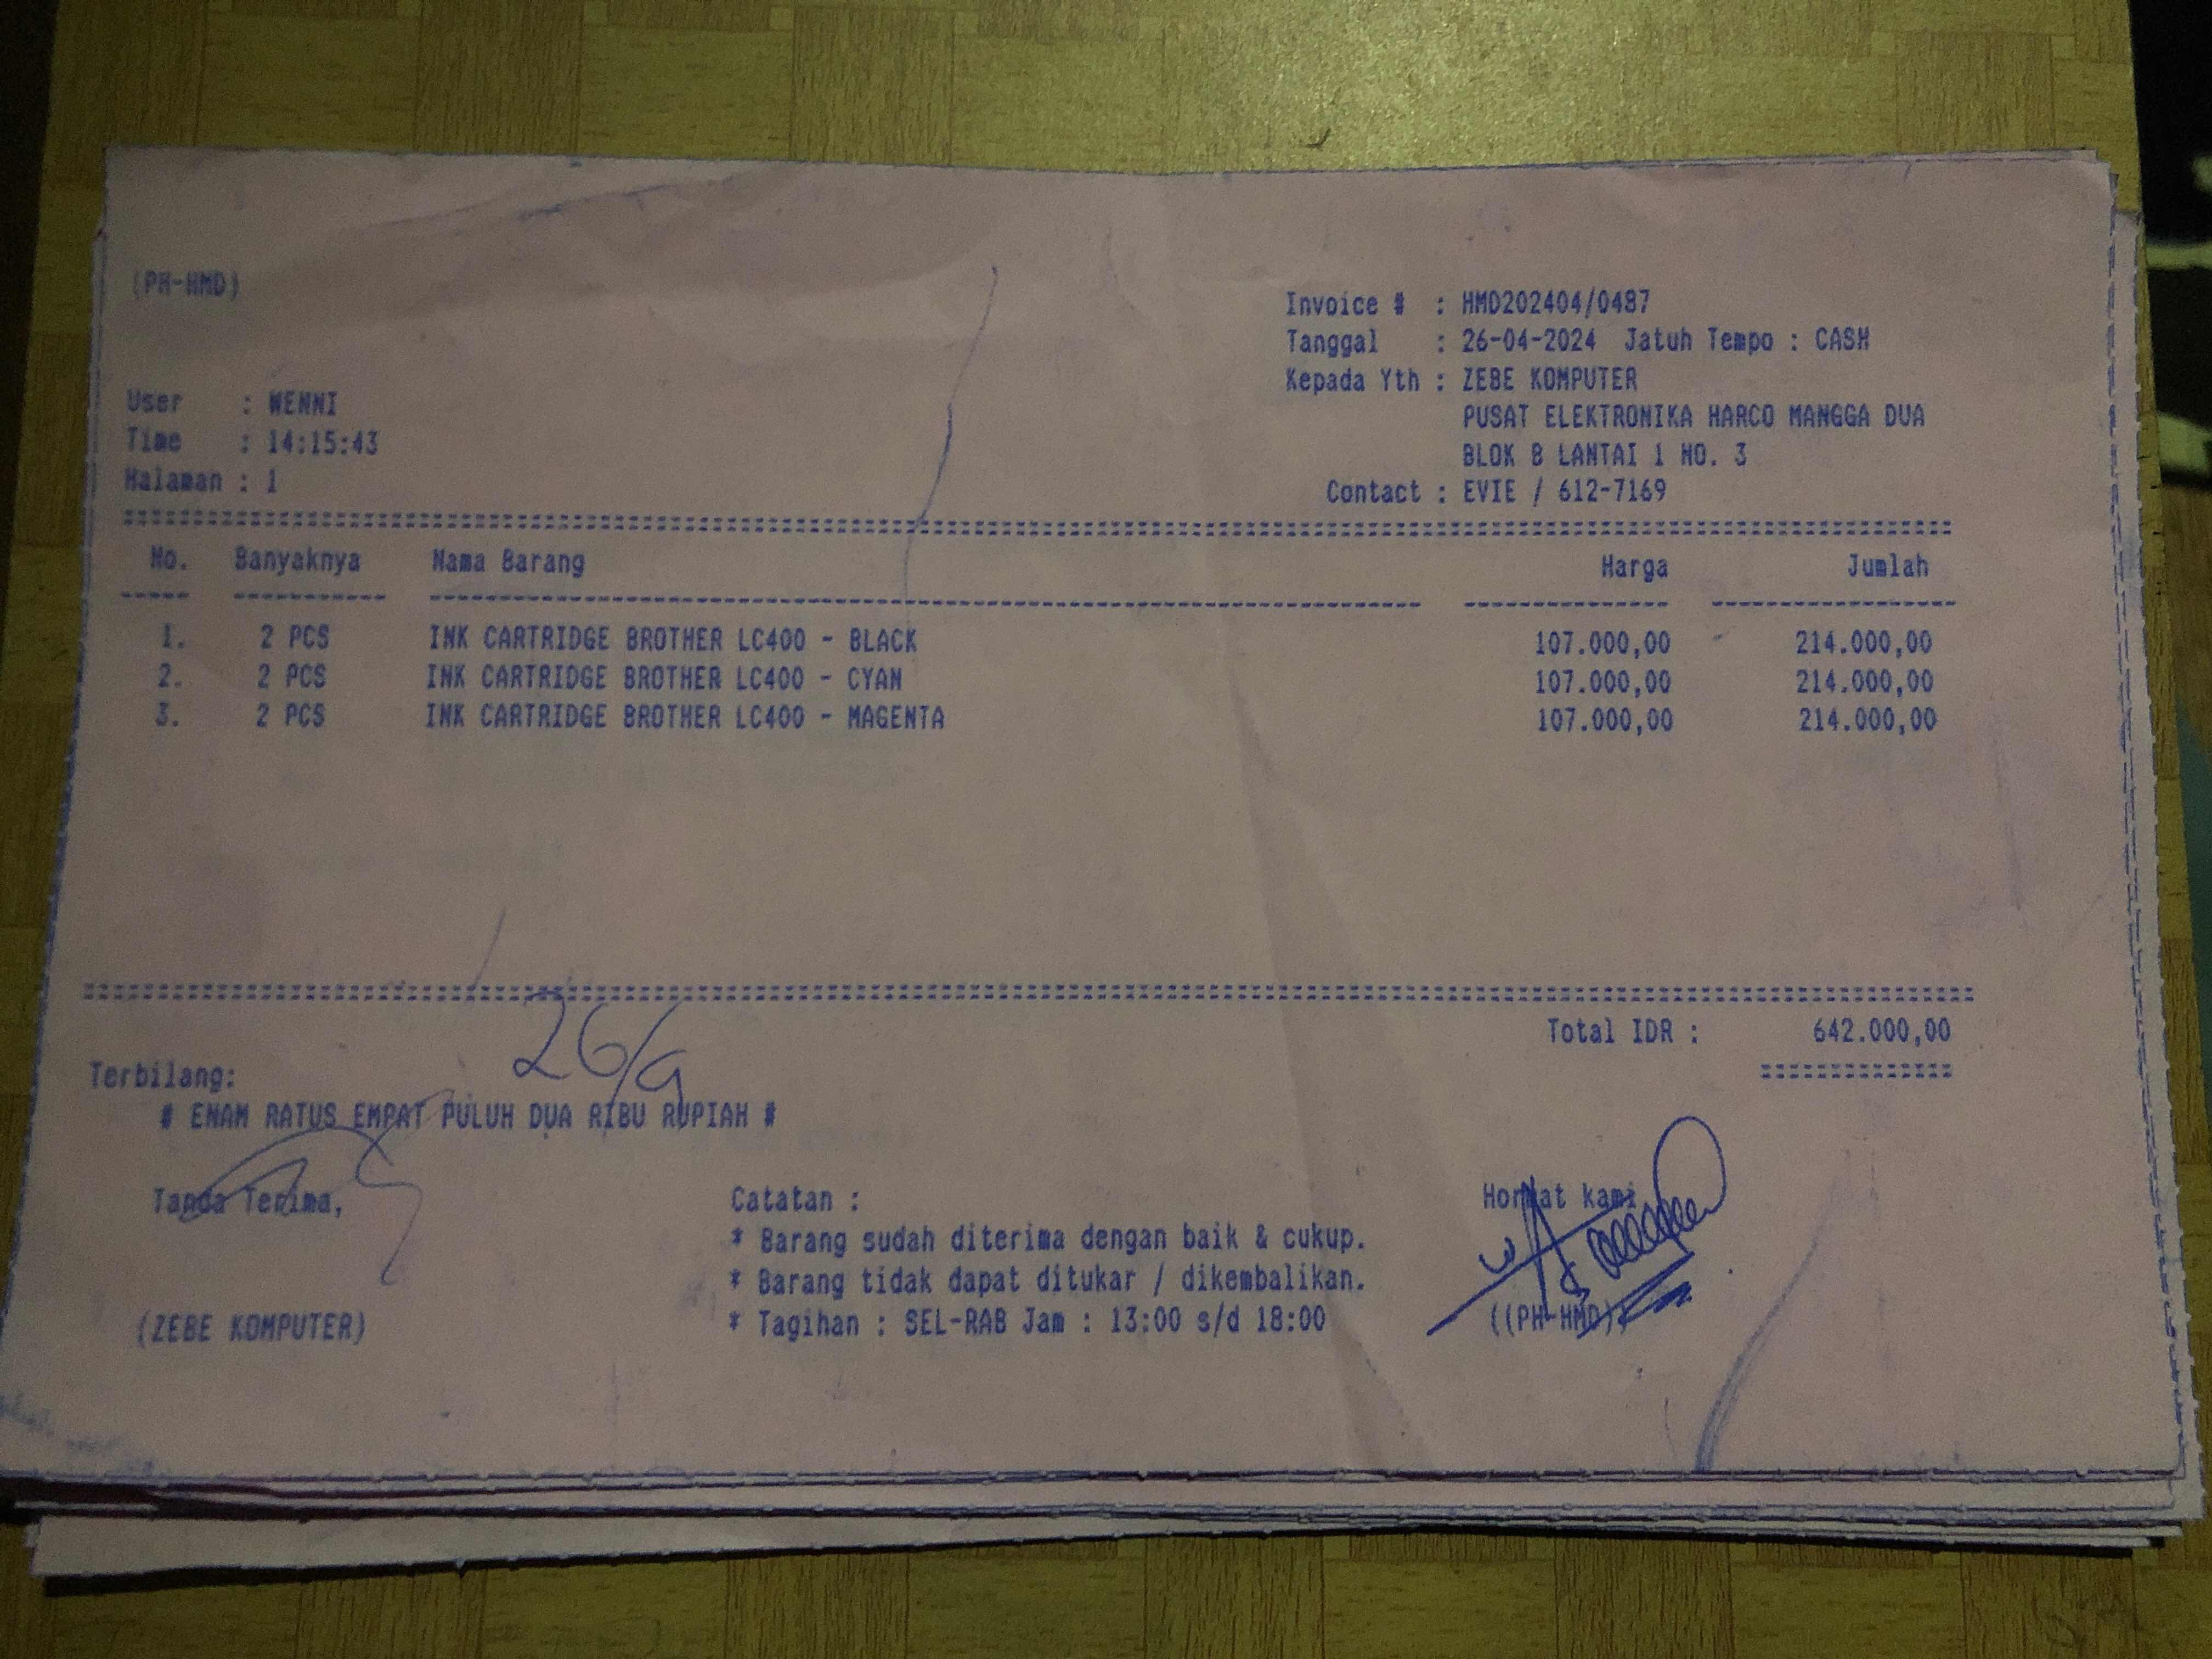 (PH-HMD)
Invoice # : HMD202404/0487
Tanggal : 26-04-2024 Jatuh Tempo : CASH
Kepada Yth : ZEBE KOMPUTER
PUSAT ELEKTRONIKA HARCO MANGGA DUA
BLOK B LANTAI 1 NO. 3
Contact : EVIE / 612-7169
User : WENNI
Time : 14:15:43
Halaman : 1
No. Banyaknya Nama Barang Harga Jumlah
1. 2 PCS INK CARTRIDGE BROTHER LC400 - BLACK 107.000,00 214.000,00
2. 2 PCS INK CARTRIDGE BROTHER LC400 - CYAN 107.000,00 214.000,00
3. 2 PCS INK CARTRIDGE BROTHER LC400 - MAGENTA 107.000,00 214.000,00
Total IDR : 642.000,00
Terbilang:
# ENAM RATUS EMPAT PULUH DUA RIBU RUPIAH #
Tanda Terima,
(ZEBE KOMPUTER)
Catatan :
* Barang sudah diterima dengan baik & cukup.
* Barang tidak dapat ditukar / dikembalikan.
* Tagihan : SEL-RAB Jam : 13:00 s/d 18:00
Hormat kami
((PH-HMD))